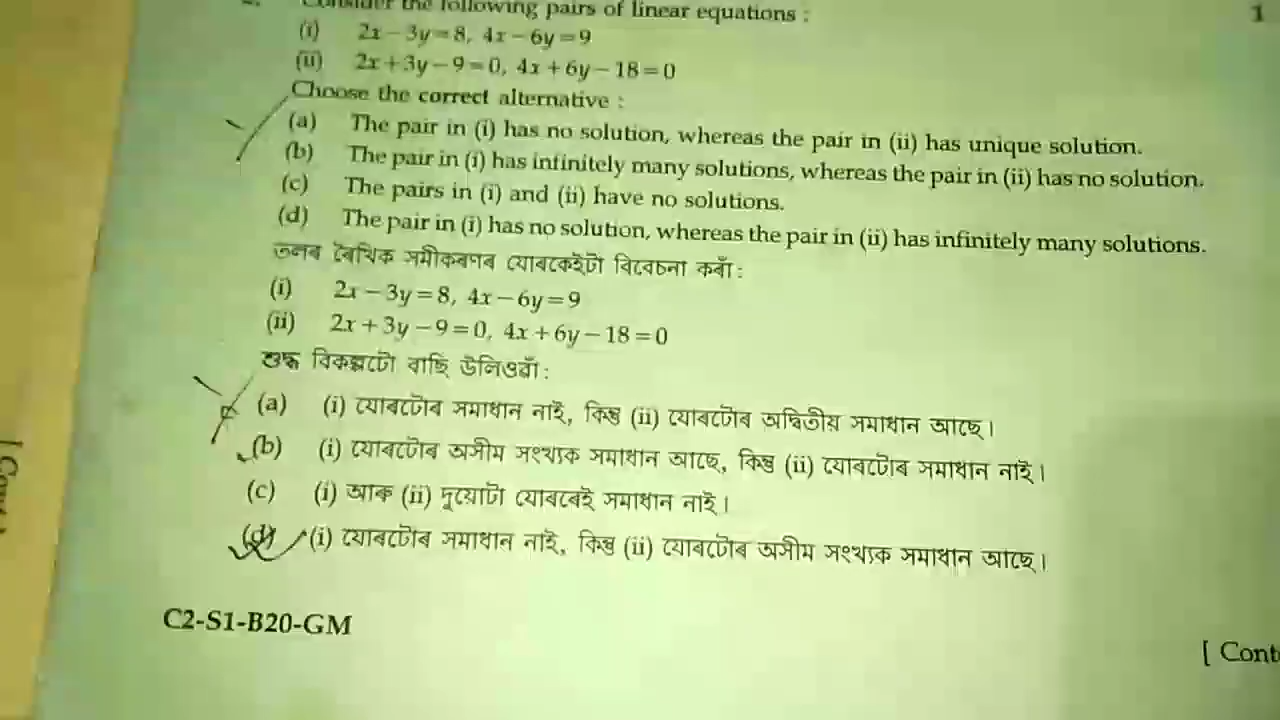 Consider the following pairs of linear equations :
1
(i) 2x – 3y = 8, 4x – 6y = 9
(ii) 2x + 3y – 9 = 0, 4x + 6y – 18 = 0
Choose the correct alternative :
(a) The pair in (i) has no solution, whereas the pair in (ii) has unique solution.
(b) The pair in (i) has infinitely many solutions, whereas the pair in (ii) has no solution.
(c) The pairs in (i) and (ii) have no solutions.
(d) The pair in (i) has no solution, whereas the pair in (ii) has infinitely many solutions.
তলৰ ৰৈখিক সমীকৰণৰ যোৰকেইটা বিবেচনা কৰাঁ :
(i) 2x – 3y = 8, 4x – 6y = 9
(ii) 2x + 3y – 9 = 0, 4x + 6y – 18 = 0
শুদ্ধ বিকল্পটো বাছি উলিওৱাঁ :
(a) (i) যোৰটোৰ সমাধান নাই, কিন্তু (ii) যোৰটোৰ অদ্বিতীয় সমাধান আছে।
(b) (i) যোৰটোৰ অসীম সংখ্যক সমাধান আছে, কিন্তু (ii) যোৰটোৰ সমাধান নাই।
(c) (i) আৰু (ii) দুয়োটা যোৰৰেই সমাধান নাই।
(d) (i) যোৰটোৰ সমাধান নাই, কিন্তু (ii) যোৰটোৰ অসীম সংখ্যক সমাধান আছে।
C2-S1-B20-GM
[ Cont